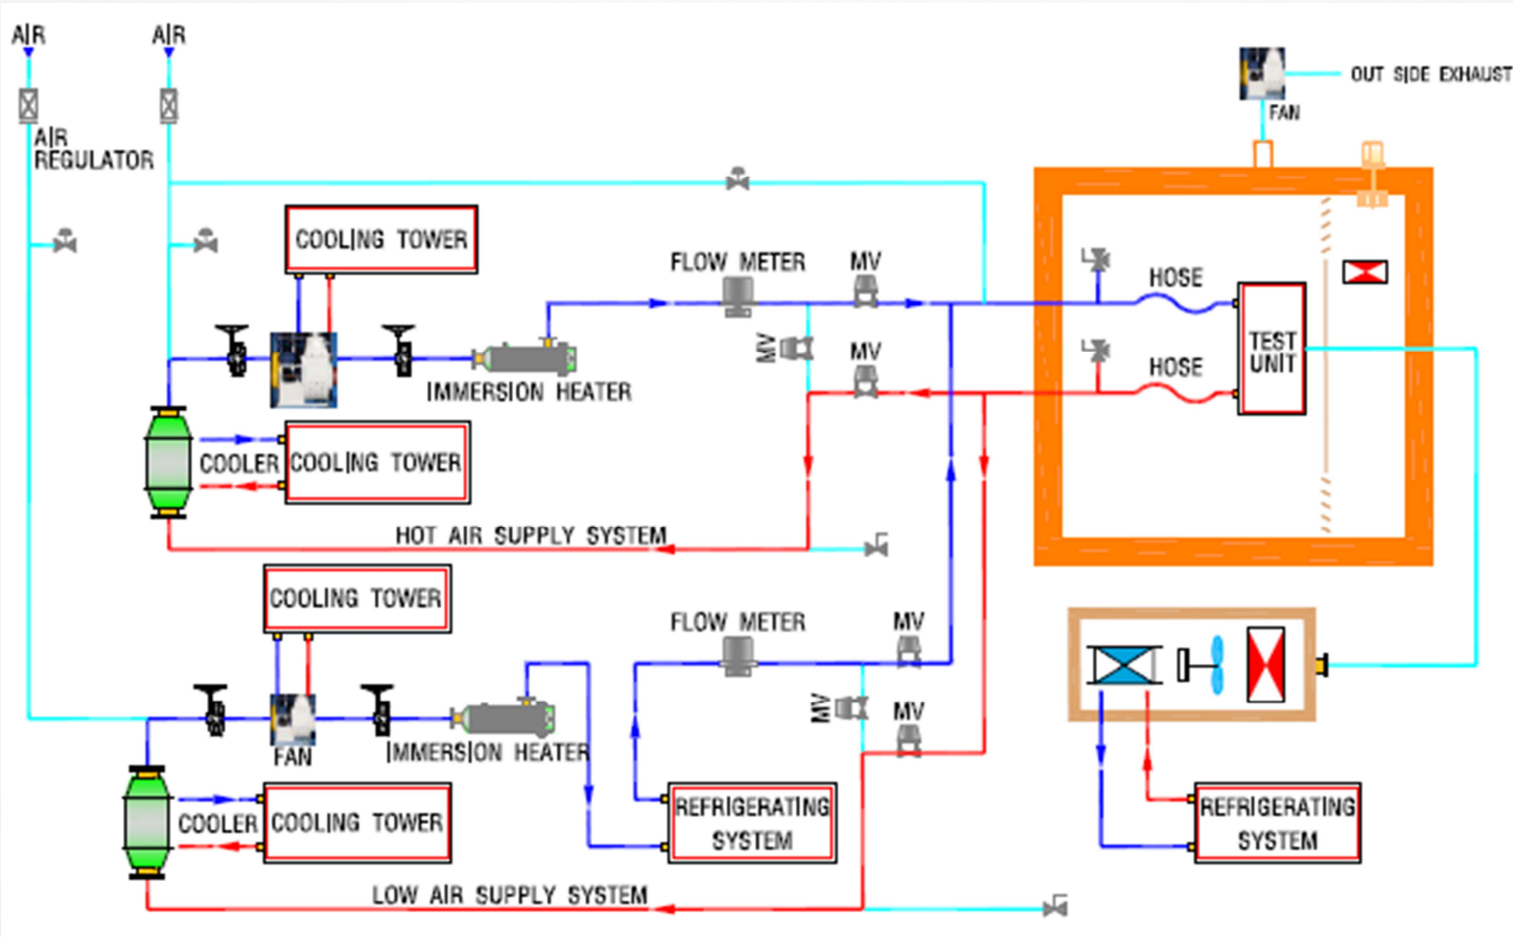 AIR
AIR
OUT SIDE EXHAUST
FAN
AIR
REGULATOR
COOLING TOWER
FLOW METER
MV
HOSE
MV
MV
HOSE
TEST
UNIT
IMMERSION HEATER
COOLER
COOLING TOWER
HOT AIR SUPPLY SYSTEM
COOLING TOWER
FLOW METER
MV
MV
MV
FAN
IMMERSION HEATER
COOLER
COOLING TOWER
REFRIGERATING
SYSTEM
REFRIGERATING
SYSTEM
LOW AIR SUPPLY SYSTEM